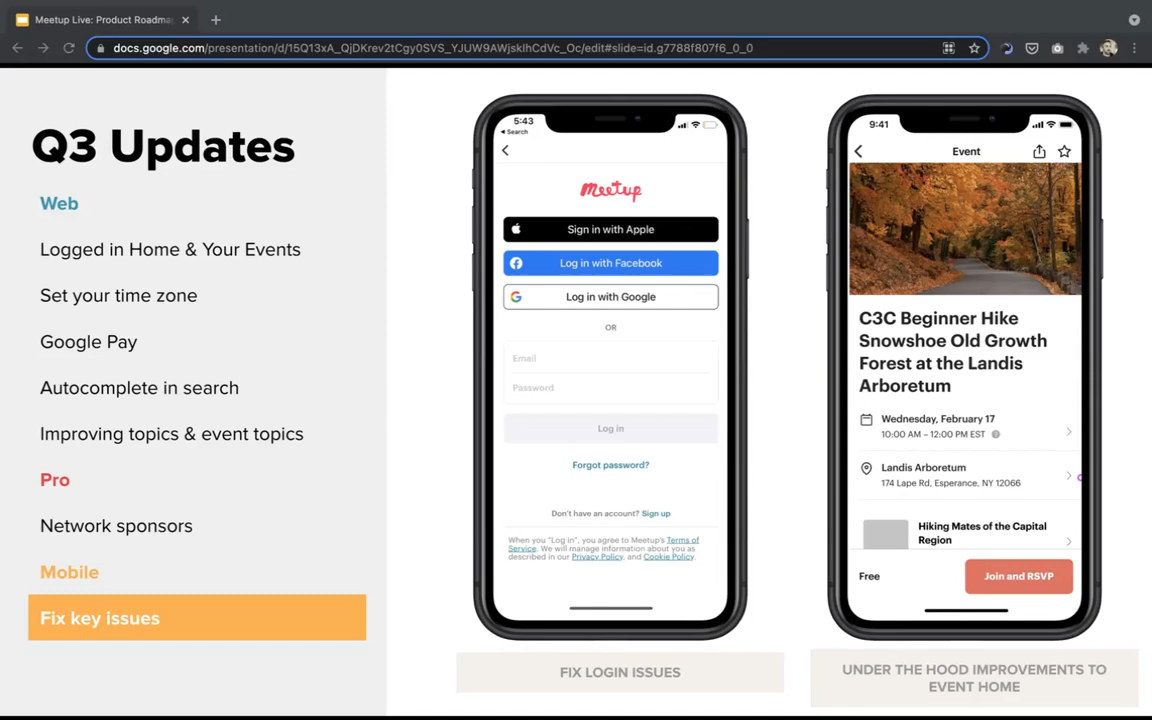 Meetup Live: Product Roadma
docs.google.com/presentation/d/15Q13xA_QjDKrev2tCgy0SVS_YJUW9AWjsklhCdVc_Oc/edit#slide=id.g7788f807f6_0_0
Q3 Updates
Web
Logged in Home & Your Events
Set your time zone
Google Pay
Autocomplete in search
Improving topics & event topics
Pro
Network sponsors
Mobile
Fix key issues
5:43
Search
Meetup
Sign in with Apple
Log in with Facebook
Log in with Google
OR
Email
Password
Log in
Forgot password?
Don't have an account? Sign up
When you "Log in", you agree to Meetup's Terms of
Service. We will manage information about you as
described in our Privacy Policy, and Cookie Policy.
FIX LOGIN ISSUES
9:41
Event
C3C Beginner Hike
Snowshoe Old Growth
Forest at the Landis
Arboretum
Wednesday, February 17
10:00 AM – 12:00 PM EST
Landis Arboretum
174 Lape Rd, Esperance, NY 12066
Hiking Mates of the Capital
Region
Free
Join and RSVP
UNDER THE HOOD IMPROVEMENTS TO
EVENT HOME